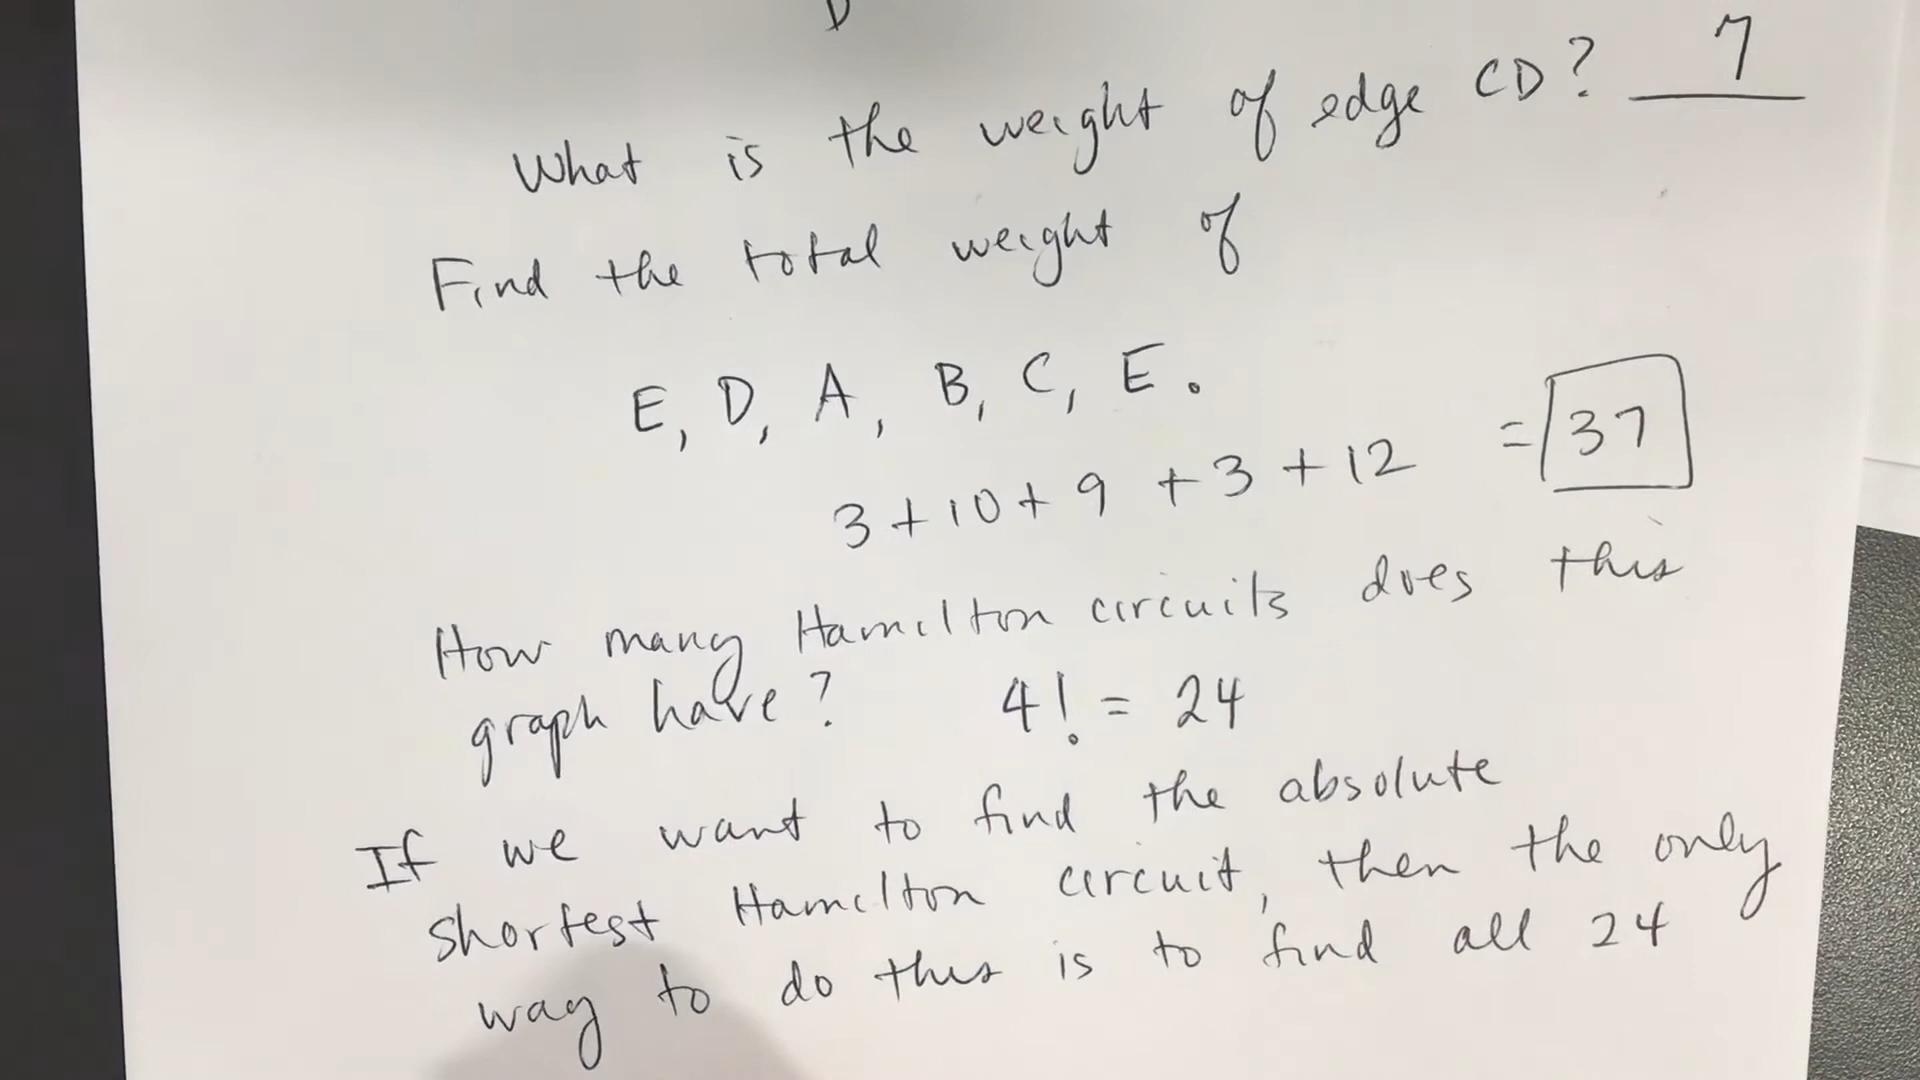 D
What is the weight of edge CD? 7
Find the total weight of
E, D, A, B, C, E.
3+10+9+3+12 = 37
How many Hamilton circuits does this
graph have? 4! = 24
If we want to find the absolute
shortest Hamilton circuit, then the only
way to do this is to find all 24